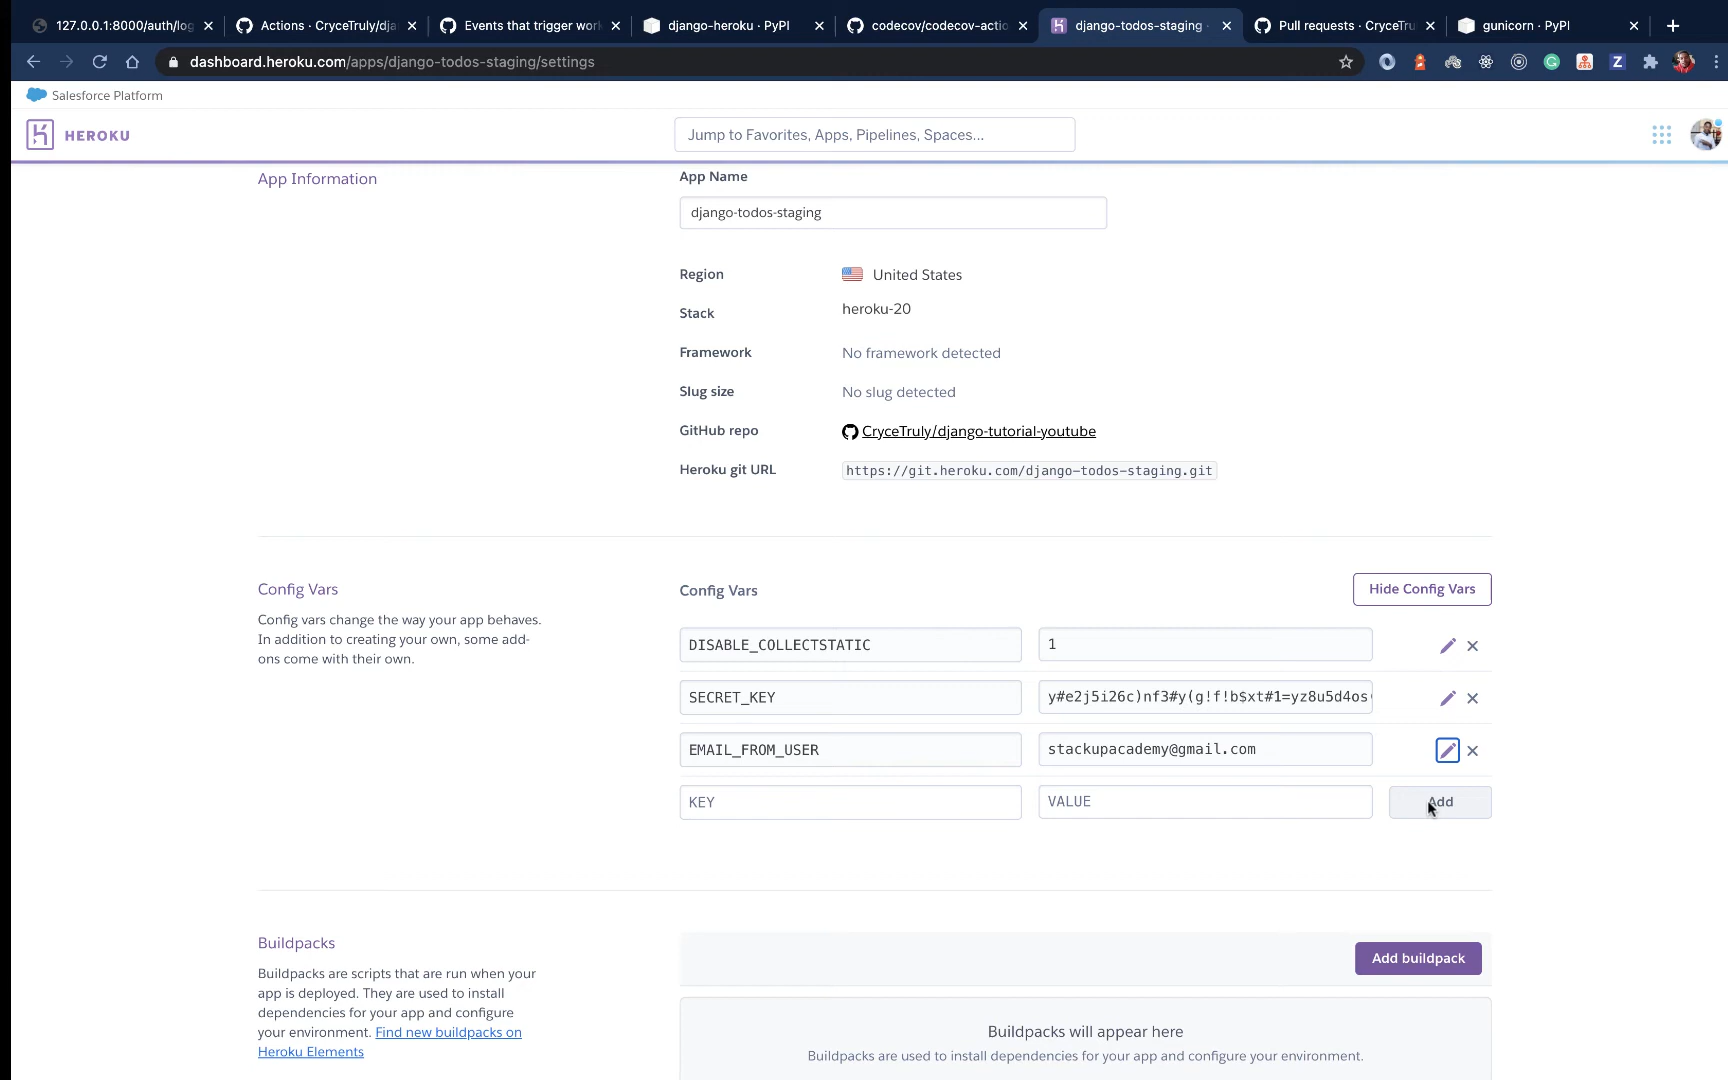 127.0.0.1:8000/auth/log
Actions · CryceTruly/dja
Events that trigger work
django-heroku · PyPI
codecov/codecov-actio
django-todos-staging ·
Pull requests · CryceTru
gunicorn · PyPI
dashboard.heroku.com/apps/django-todos-staging/settings
Salesforce Platform
HEROKU
Jump to Favorites, Apps, Pipelines, Spaces...
App Information
App Name
django-todos-staging
Region
United States
Stack
heroku-20
Framework
No framework detected
Slug size
No slug detected
GitHub repo
CryceTruly/django-tutorial-youtube
Heroku git URL
https://git.heroku.com/django-todos-staging.git
Config Vars
Config vars change the way your app behaves.
In addition to creating your own, some add-
ons come with their own.
Config Vars
Hide Config Vars
DISABLE_COLLECTSTATIC
1
SECRET_KEY
y#e2j5i26c)nf3#y(g!f!b$xt#1=yz8u5d4os
EMAIL_FROM_USER
stackupacademy@gmail.com
KEY
VALUE
Add
Buildpacks
Buildpacks are scripts that are run when your
app is deployed. They are used to install
dependencies for your app and configure
your environment. Find new buildpacks on
Heroku Elements
Add buildpack
Buildpacks will appear here
Buildpacks are used to install dependencies for your app and configure your environment.